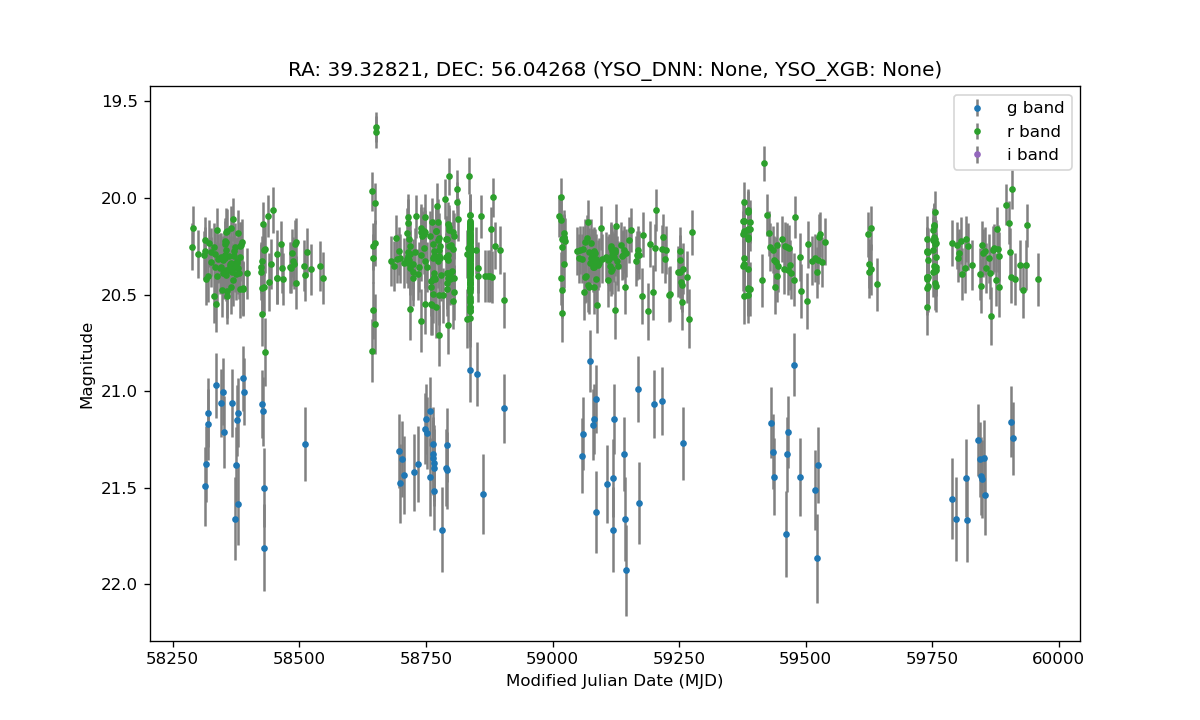 RA: 39.32821, DEC: 56.04268 (YSO_DNN: None, YSO_XGB: None)
g band
r band
i band
19.5
20.0
20.5
21.0
21.5
22.0
Magnitude
58250 58500 58750 59000 59250 59500 59750 60000
Modified Julian Date (MJD)